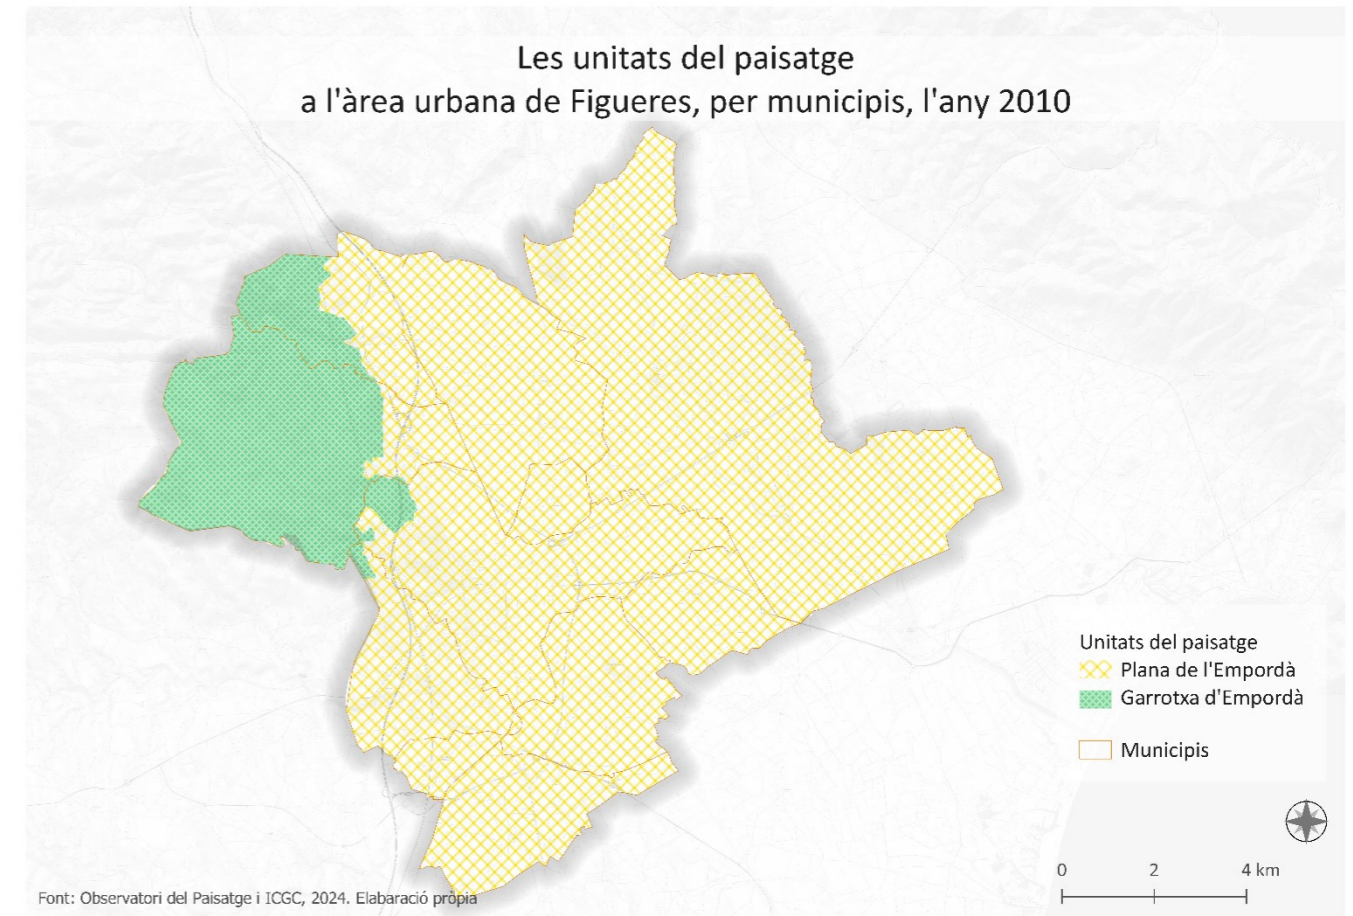 Les unitats del paisatge
a l'àrea urbana de Figueres, per municipis, l'any 2010
Unitats del paisatge
Plana de l'Empordà
Garrotxa d'Empordà
Municipis
0 2 4 km
Font: Observatori del Paisatge i ICGC, 2024. Elabaració pròpia